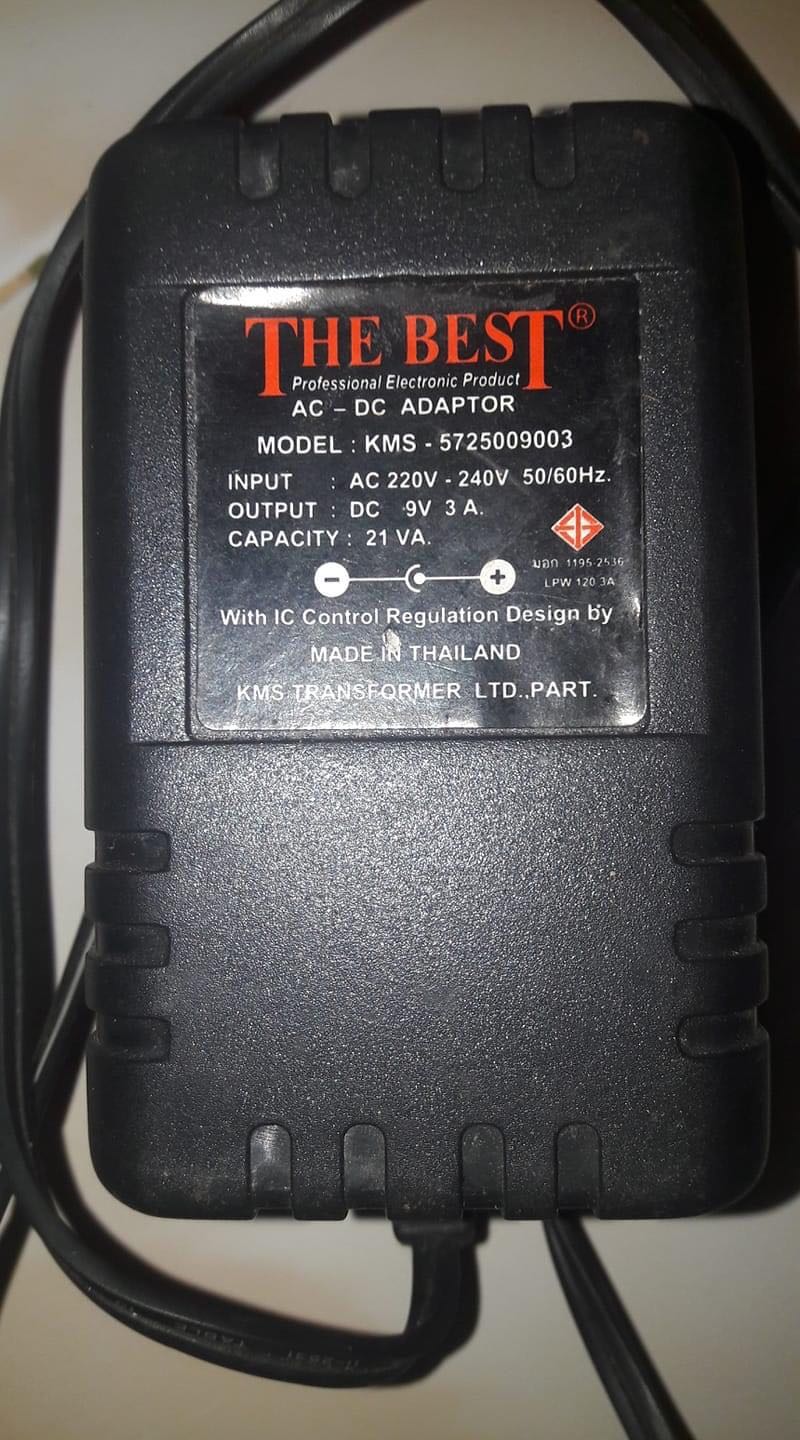 THE BEST®
Professional Electronic Product
AC – DC ADAPTOR
MODEL : KMS - 5725009003
INPUT : AC 220V - 240V 50/60Hz.
OUTPUT : DC 9V 3 A.
CAPACITY : 21 VA.
มอก 1195-2536
LPW 120 3A
- +
With IC Control Regulation Design by
MADE IN THAILAND
KMS TRANSFORMER LTD.,PART.